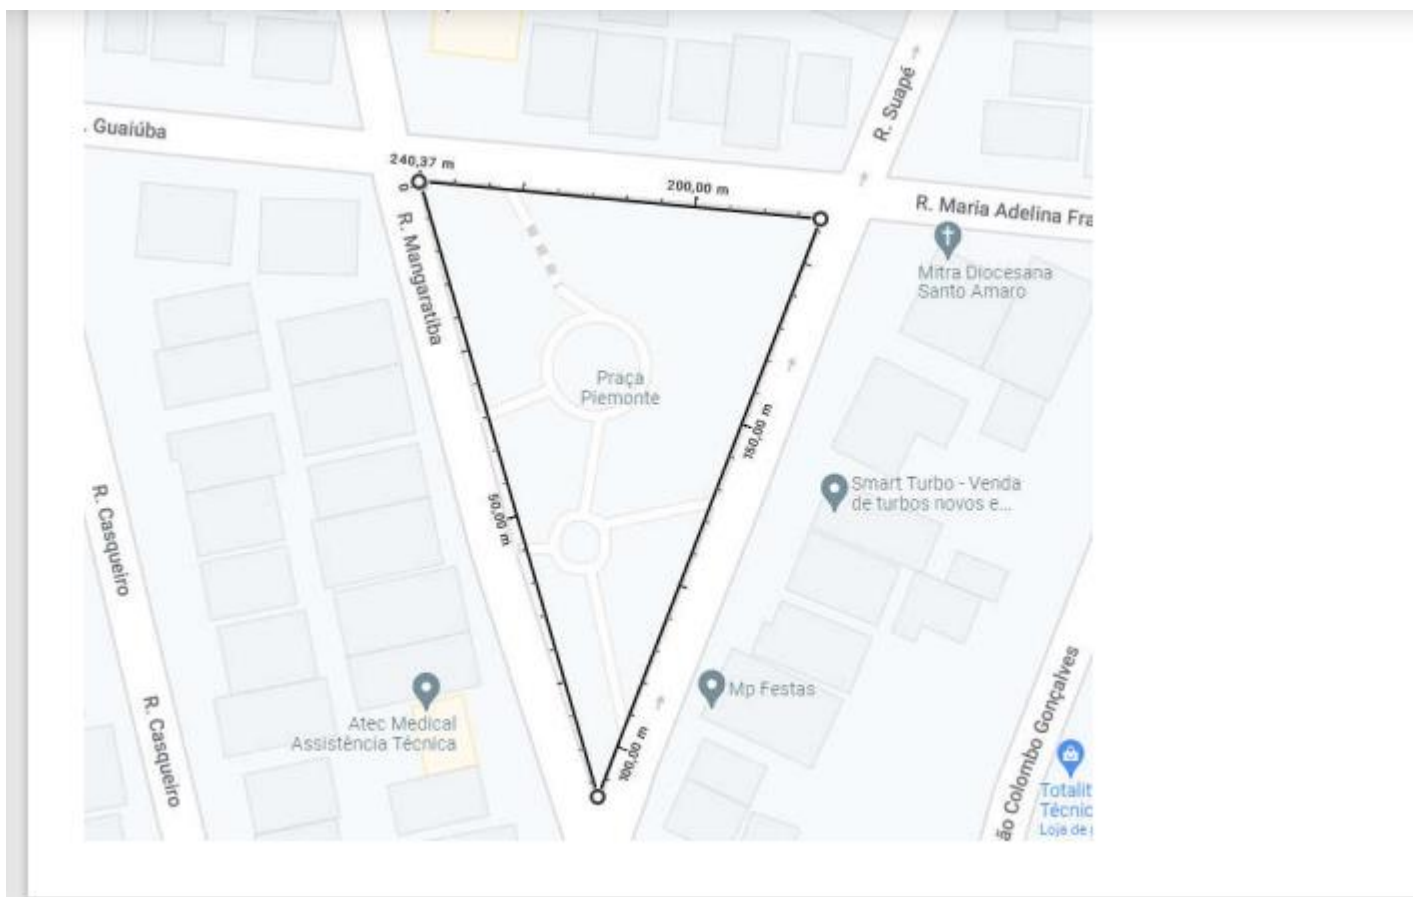 . Guaiúba
240,37 m
0
200,00 m
R. Suapé
R. Maria Adelina Fra
Mitra Diocesana
Santo Amaro
R. Mangaratiba
Praça
Piemonte
150,00 m
50,00 m
Smart Turbo - Venda
de turbos novos e...
R. Casqueiro
Mp Festas
R. Casqueiro
Atec Medical
Assistência Técnica
100,00 m
ão Colombo Gonçalves
Totalit
Técnic
Loja de